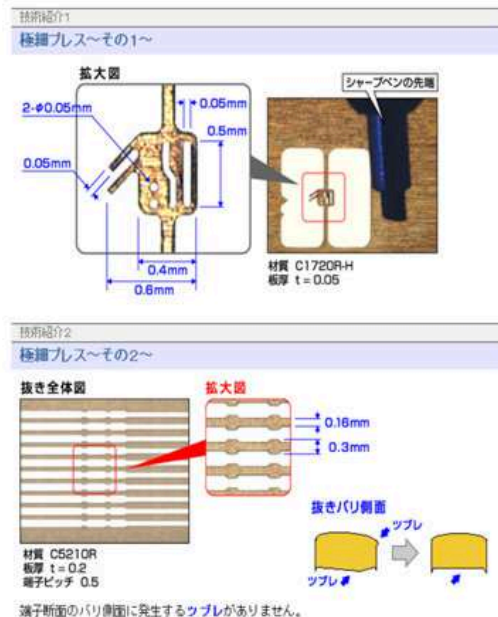 技術紹介1
極細プレス～その1～
拡大図
シャープペンの先端
2-φ0.05mm
0.05mm
0.5mm
0.05mm
0.4mm
0.6mm
材質 C1720R-H
板厚 t=0.05
技術紹介2
極細プレス～その2～
抜き全体図
拡大図
0.16mm
0.3mm
抜きバリ側面
ツブレ
ツブレ
材質 C5210R
板厚 t=0.2
端子ピッチ 0.5
端子断面のバリ側面に発生するツブレがありません。